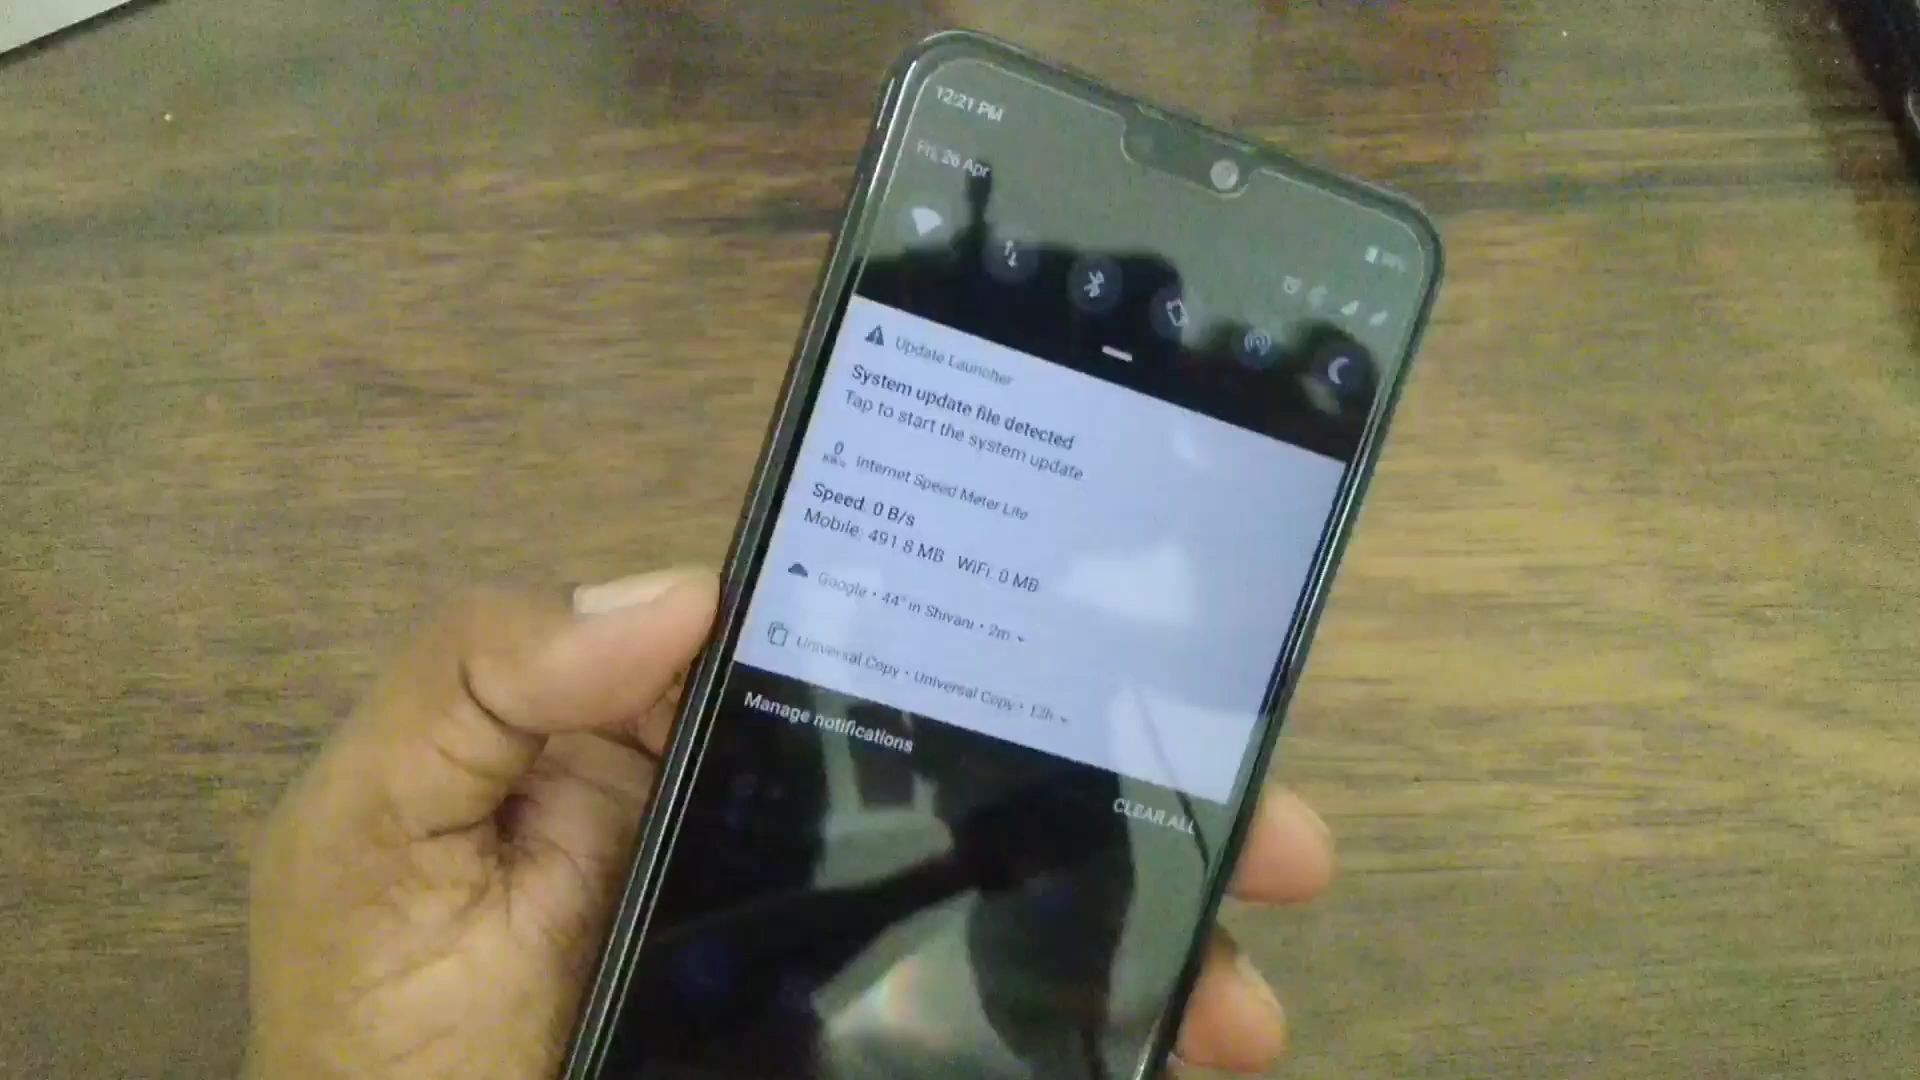 12:21 PM
Fri, 26 Apr
Update Launcher
System update file detected
Tap to start the system update
0
Internet Speed Meter Lite
Speed: 0 B/s
Mobile: 491.8 MB WiFi: 0 MB
Google • 44° in Shivani • 2m
Universal Copy • Universal Copy • 12h
Manage notifications
CLEAR ALL